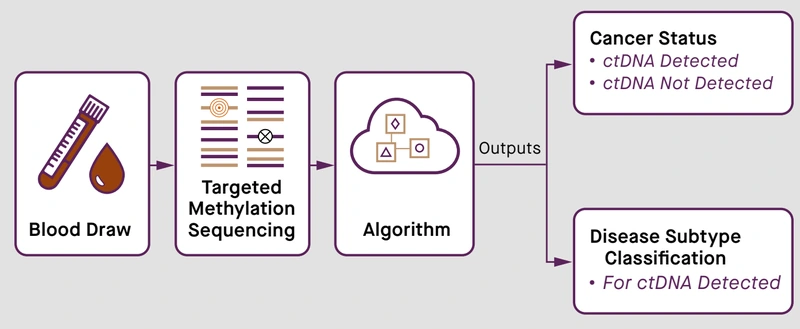 Blood Draw
Targeted
Methylation
Sequencing
Algorithm
Outputs
Cancer Status
• ctDNA Detected
• ctDNA Not Detected
Disease Subtype
Classification
• For ctDNA Detected